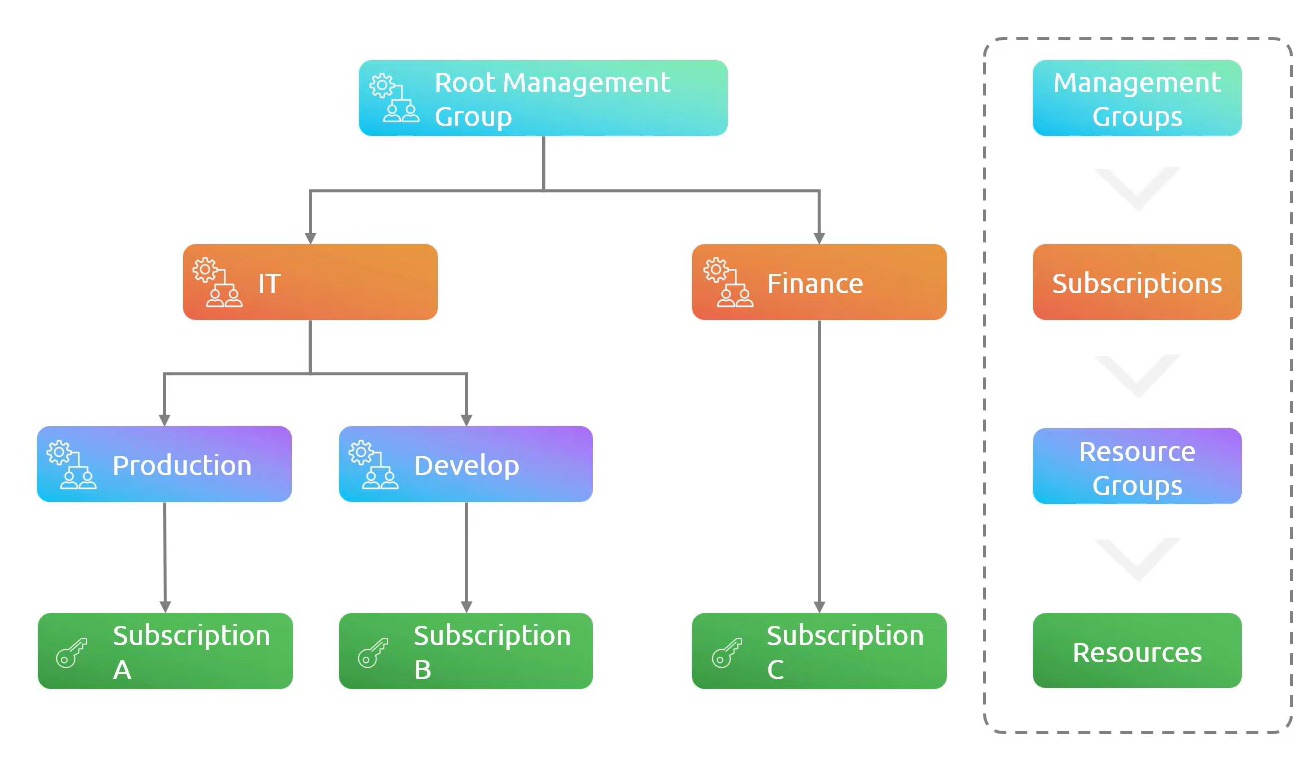 Root Management
Group
IT
Finance
Production
Develop
Subscription
A
Subscription
B
Subscription
C
Management
Groups
Subscriptions
Resource
Groups
Resources